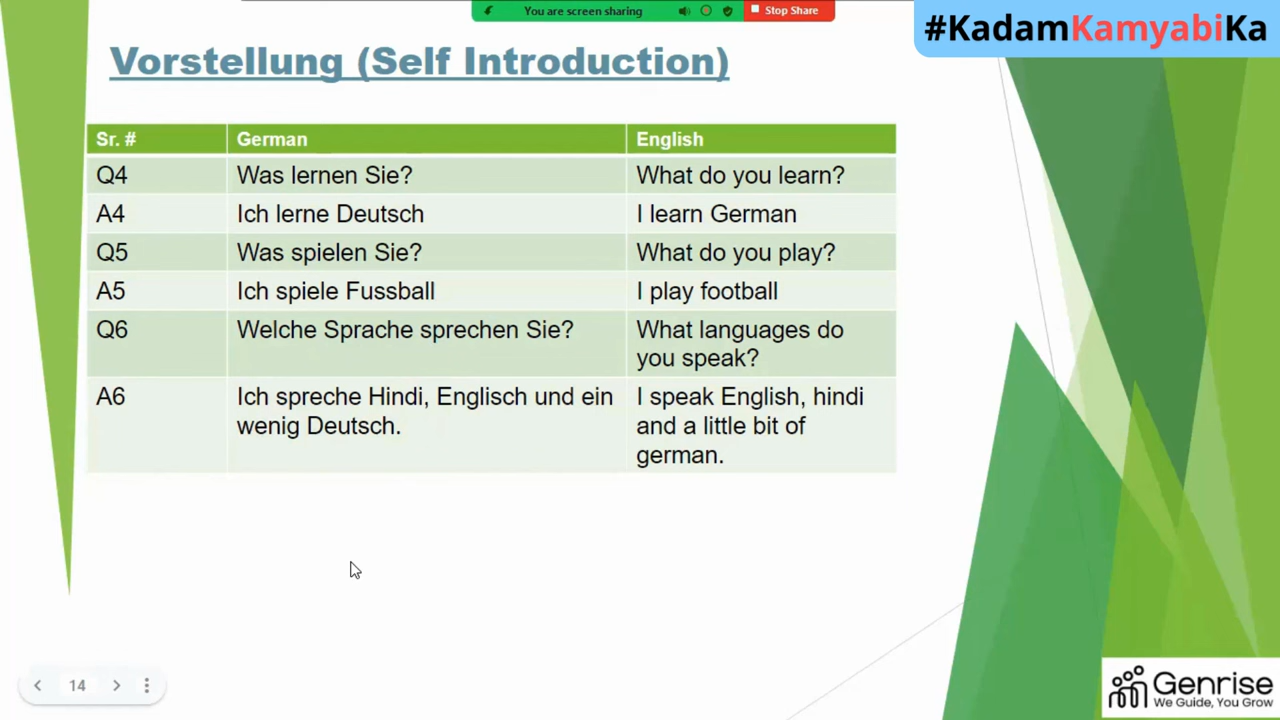 You are screen sharing
Stop Share
#KadamKamyabiKa
Vorstellung (Self Introduction)
Sr. # German English
Q4 Was lernen Sie? What do you learn?
A4 Ich lerne Deutsch I learn German
Q5 Was spielen Sie? What do you play?
A5 Ich spiele Fussball I play football
Q6 Welche Sprache sprechen Sie? What languages do
you speak?
A6 Ich spreche Hindi, Englisch und ein I speak English, hindi
wenig Deutsch. and a little bit of
german.
14
Genrise
We Guide, You Grow